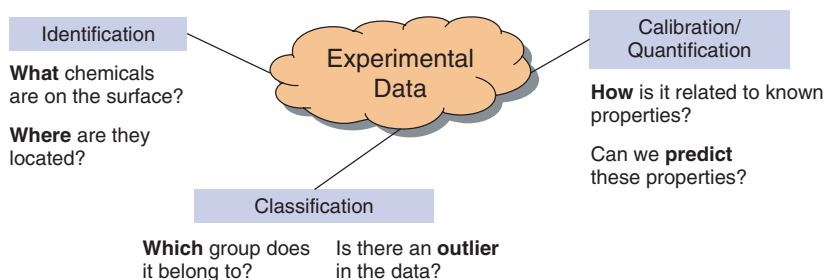 Identification
What chemicals
are on the surface?
Where are they
located?
Experimental
Data
Calibration/
Quantification
How is it related to known
properties?
Can we predict
these properties?
Classification
Which group does
it belong to?
Is there an outlier
in the data?